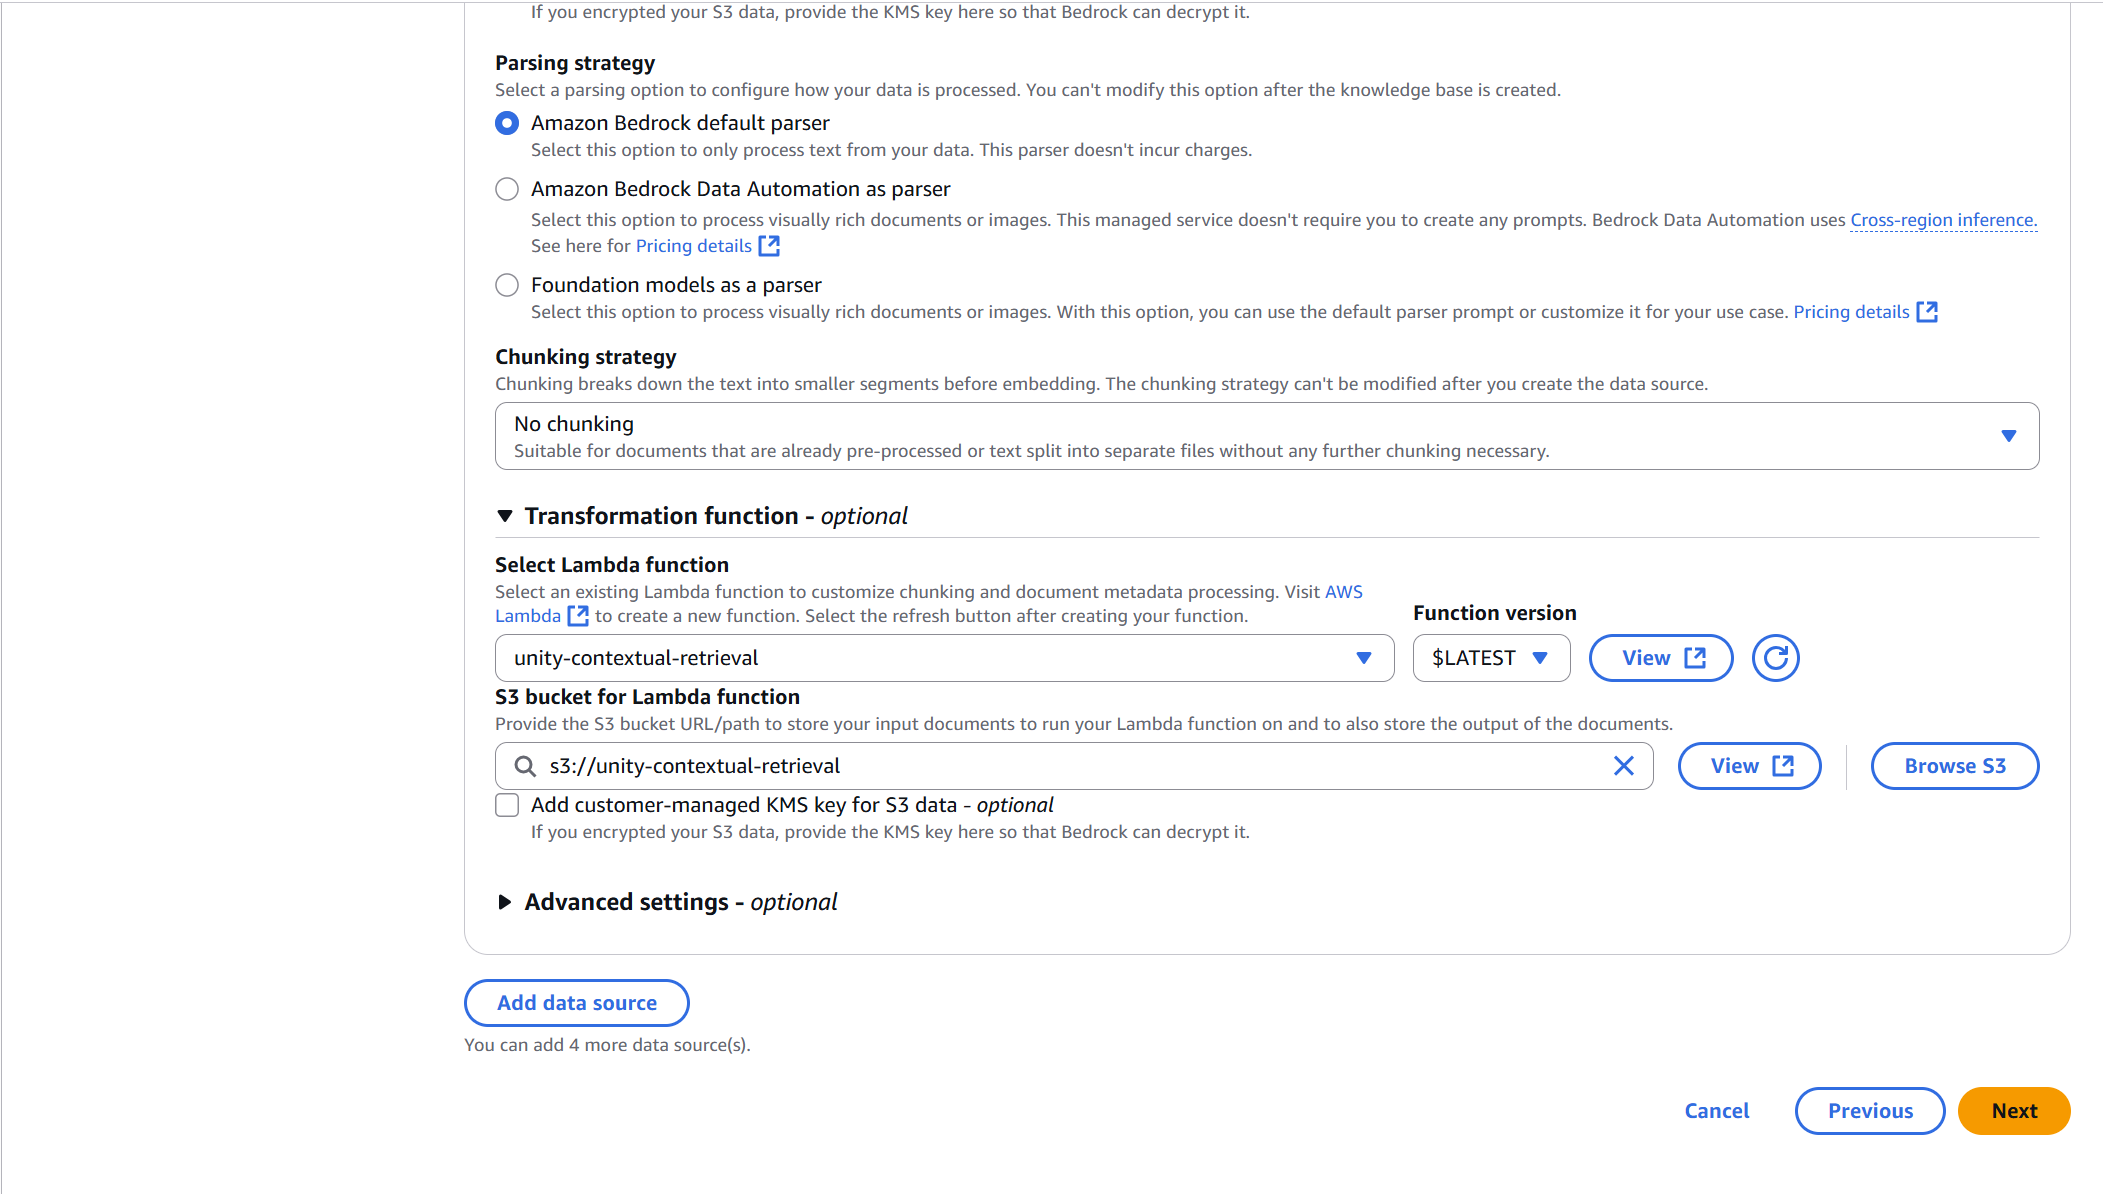 If you encrypted your S3 data, provide the KMS key here so that Bedrock can decrypt it.
Parsing strategy
Select a parsing option to configure how your data is processed. You can't modify this option after the knowledge base is created.
Amazon Bedrock default parser
Select this option to only process text from your data. This parser doesn't incur charges.
Amazon Bedrock Data Automation as parser
Select this option to process visually rich documents or images. This managed service doesn't require you to create any prompts. Bedrock Data Automation uses Cross-region inference.
See here for Pricing details
Foundation models as a parser
Select this option to process visually rich documents or images. With this option, you can use the default parser prompt or customize it for your use case. Pricing details
Chunking strategy
Chunking breaks down the text into smaller segments before embedding. The chunking strategy can't be modified after you create the data source.
No chunking
Suitable for documents that are already pre-processed or text split into separate files without any further chunking necessary.
Transformation function - optional
Select Lambda function
Select an existing Lambda function to customize chunking and document metadata processing. Visit AWS
Lambda to create a new function. Select the refresh button after creating your function.
Function version
unity-contextual-retrieval
$LATEST
View
S3 bucket for Lambda function
Provide the S3 bucket URL/path to store your input documents to run your Lambda function on and to also store the output of the documents.
s3://unity-contextual-retrieval
View
Browse S3
Add customer-managed KMS key for S3 data - optional
If you encrypted your S3 data, provide the KMS key here so that Bedrock can decrypt it.
Advanced settings - optional
Add data source
You can add 4 more data source(s).
Cancel
Previous
Next